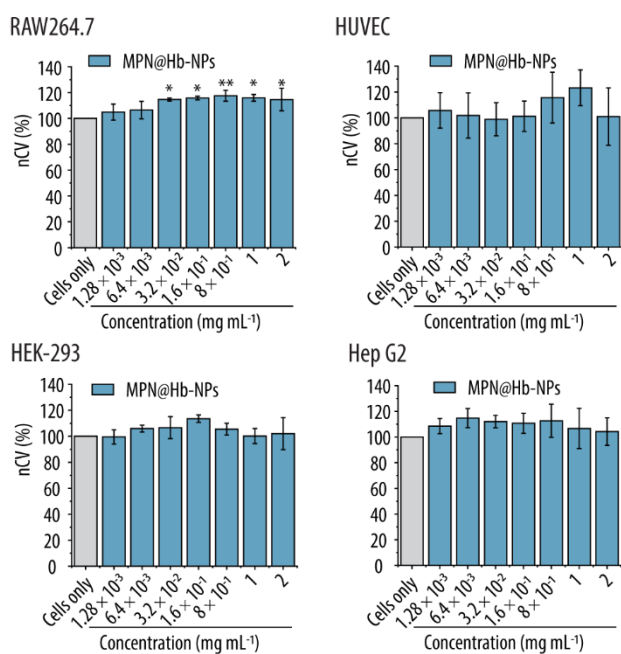 RAW264.7
MPN@Hb-NPs
* * ** * *
nCV (%)
140
120
100
80
60
40
20
0
Cells only
1.28 × 10⁻³
6.4 × 10⁻³
3.2 × 10⁻²
1.6 × 10⁻¹
8 × 10⁻¹
1
2
Concentration (mg mL⁻¹)
HUVEC
MPN@Hb-NPs
nCV (%)
140
120
100
80
60
40
20
0
Cells only
1.28 × 10⁻³
6.4 × 10⁻³
3.2 × 10⁻²
1.6 × 10⁻¹
8 × 10⁻¹
1
2
Concentration (mg mL⁻¹)
HEK-293
MPN@Hb-NPs
nCV (%)
140
120
100
80
60
40
20
0
Cells only
1.28 × 10⁻³
6.4 × 10⁻³
3.2 × 10⁻²
1.6 × 10⁻¹
8 × 10⁻¹
1
2
Concentration (mg mL⁻¹)
Hep G2
MPN@Hb-NPs
nCV (%)
140
120
100
80
60
40
20
0
Cells only
1.28 × 10⁻³
6.4 × 10⁻³
3.2 × 10⁻²
1.6 × 10⁻¹
8 × 10⁻¹
1
2
Concentration (mg mL⁻¹)